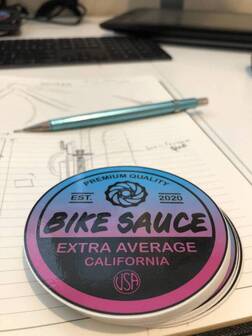 PREMIUM QUALITY
EST. 2020
BIKE SAUCE
EXTRA AVERAGE
CALIFORNIA
USA